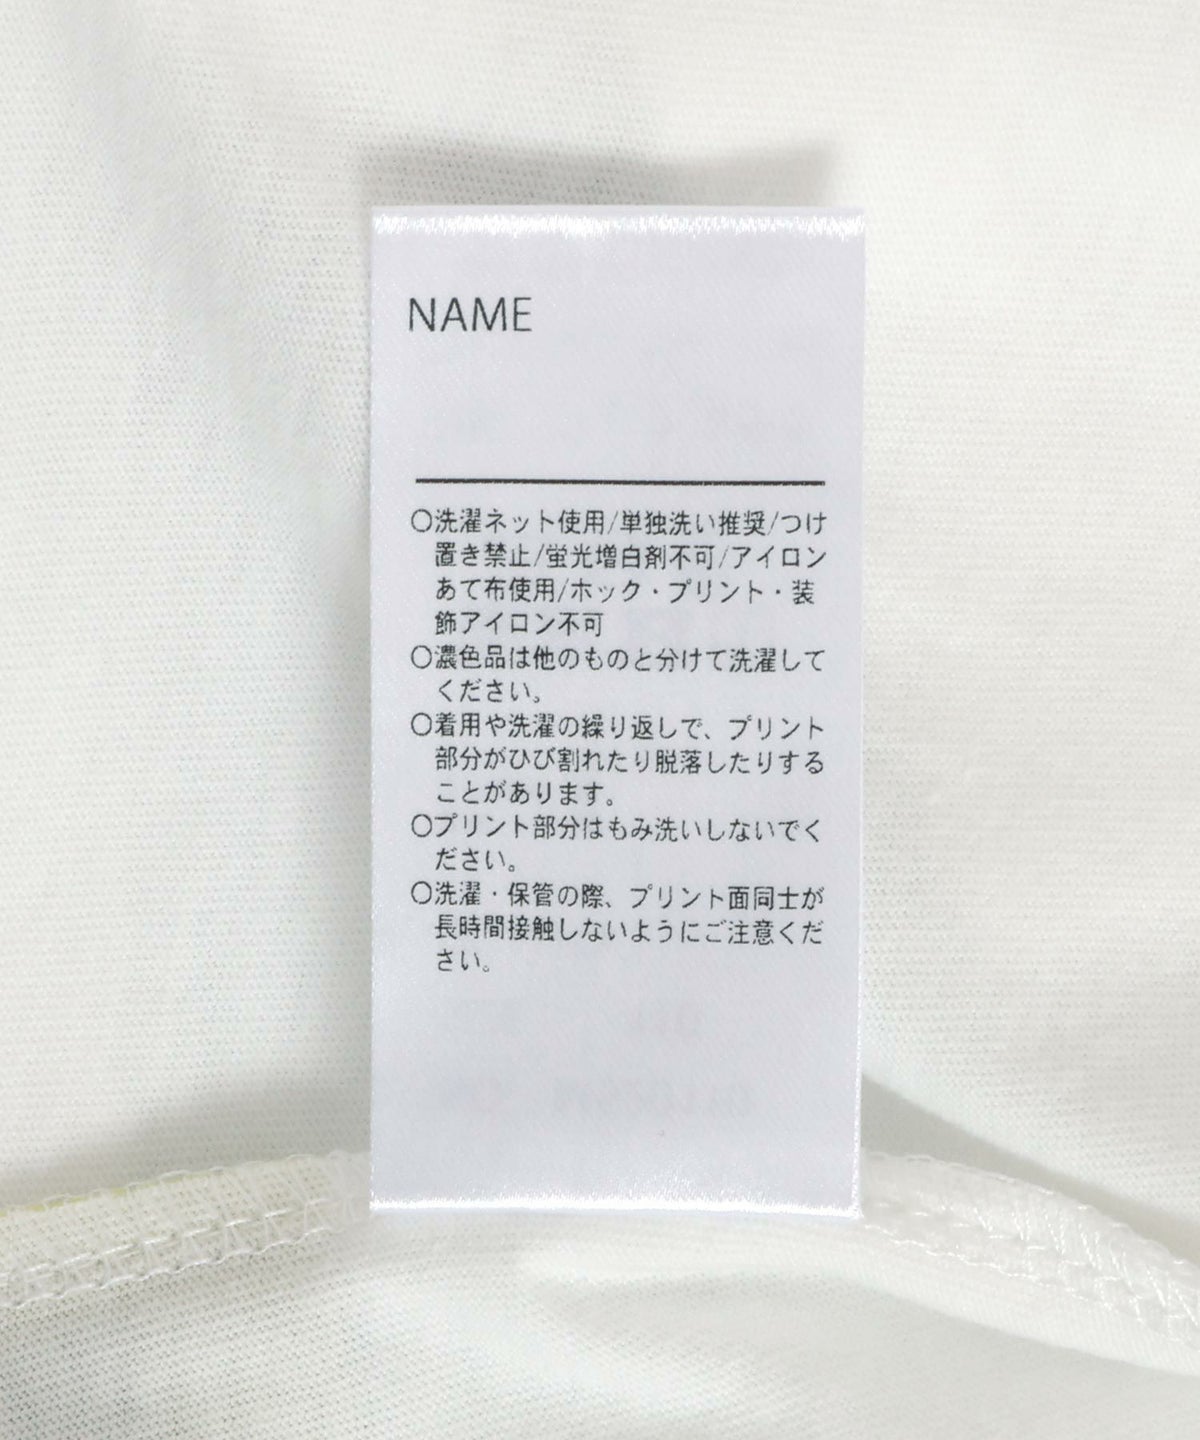 NAME
〇洗濯ネット使用/単独洗い推奨/つけ
置き禁止/蛍光増白剤不可/アイロン
あて布使用/ホック・プリント・装
飾アイロン不可
〇濃色品は他のものと分けて洗濯して
ください。
〇着用や洗濯の繰り返しで、プリント
部分がひび割れたり脱落したりする
ことがあります。
〇プリント部分はもみ洗いしないでく
ださい。
〇洗濯・保管の際、プリント面同士が
長時間接触しないようにご注意くだ
さい。